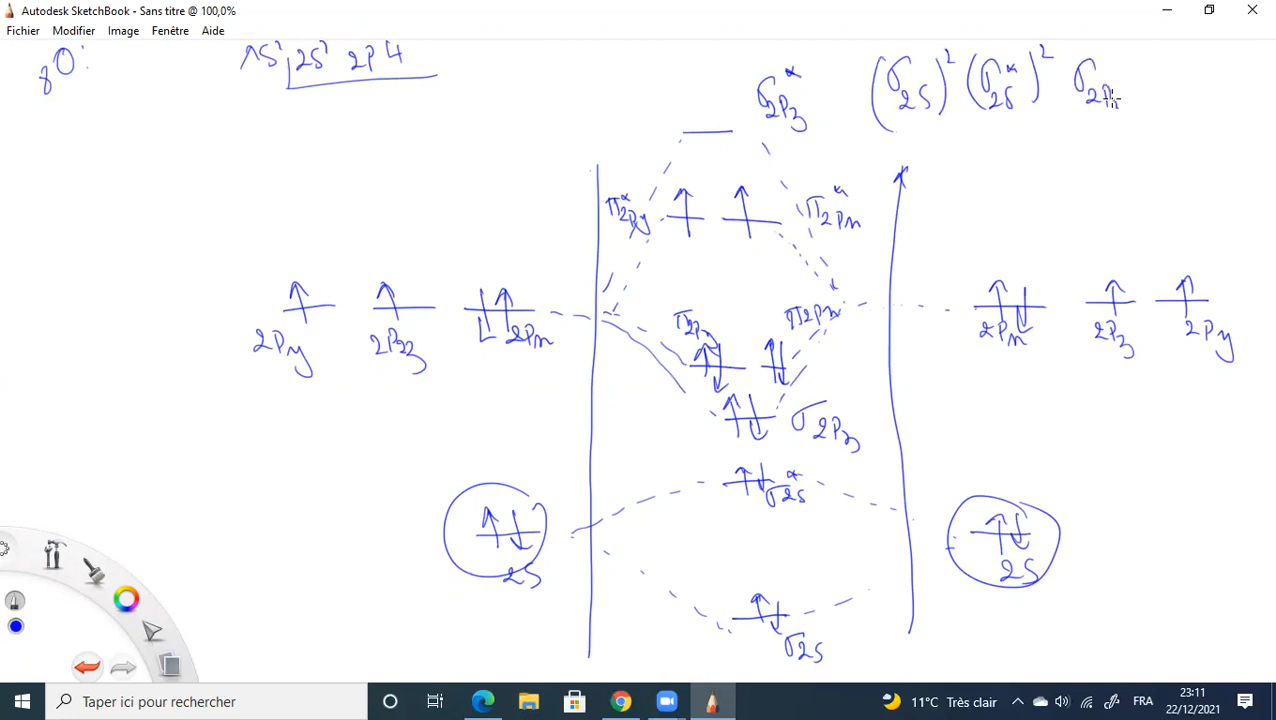 Autodesk SketchBook - Sans titre @ 100,0%
Fichier Modifier Image Fenêtre Aide
₈O: 1S² 2S² 2P4
(σ2S)² (σ*2S)² σ2P
σ*2Pz
π*2Py π*2Px
2Py 2Pz 2Px
π2Py π2Px
2Px 2Pz 2Py
σ2Pz
σ*2S
2S 2S
σ2S
Taper ici pour rechercher
11°C Très clair
FRA
23:11
22/12/2021